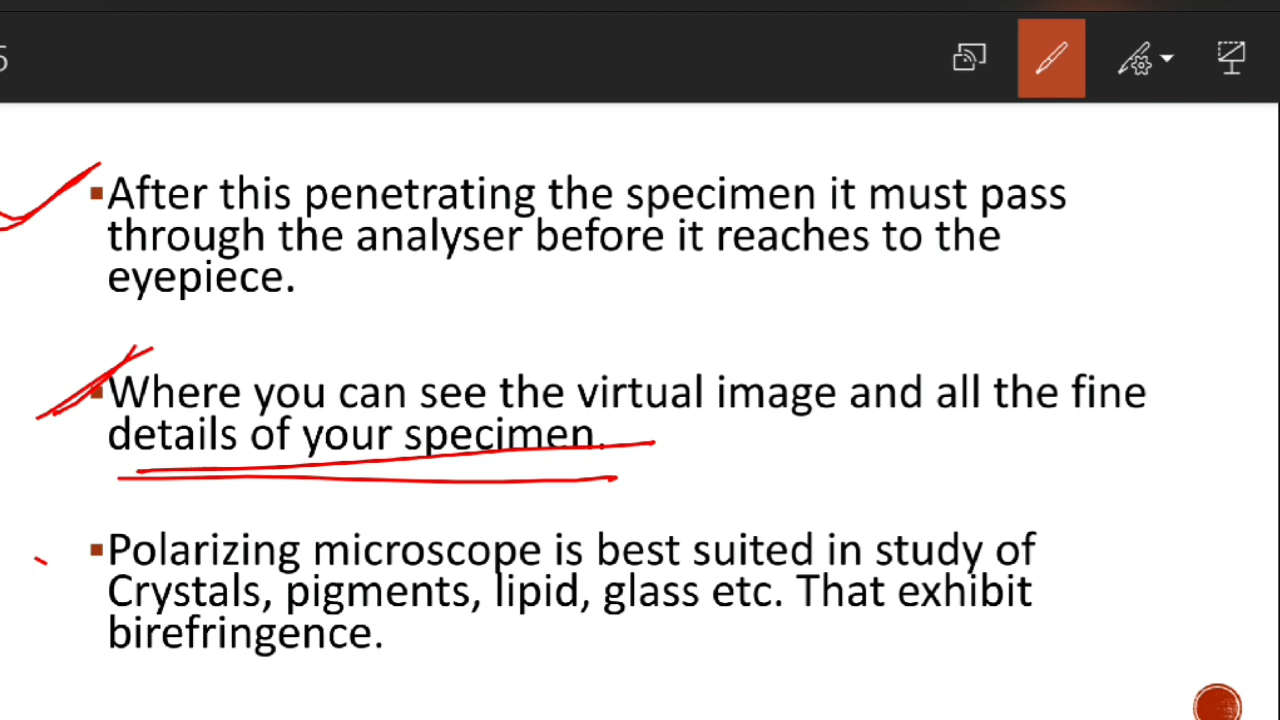 After this penetrating the specimen it must pass
through the analyser before it reaches to the
eyepiece.
Where you can see the virtual image and all the fine
details of your specimen.
Polarizing microscope is best suited in study of
Crystals, pigments, lipid, glass etc. That exhibit
birefringence.